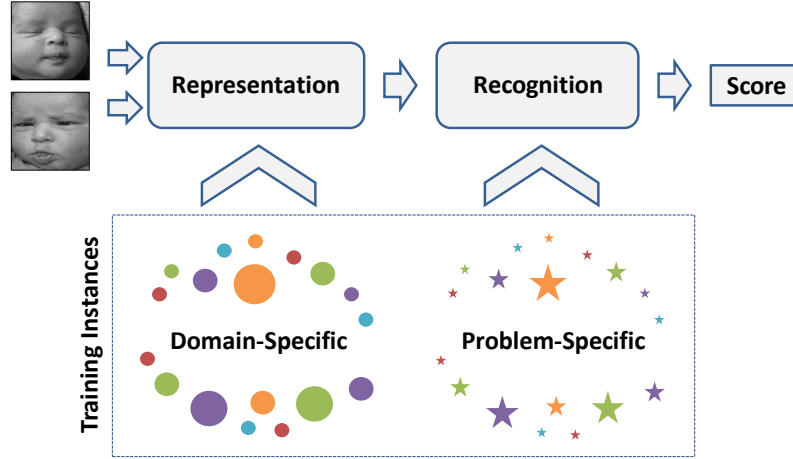 Representation
Recognition
Score
Training Instances
Domain-Specific
Problem-Specific